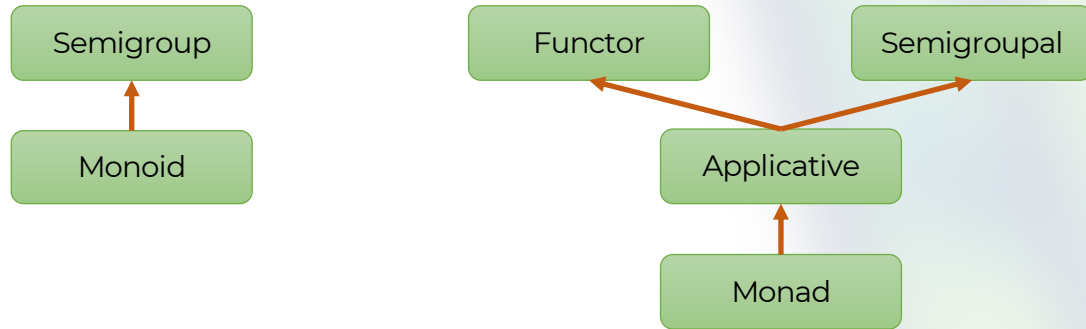 Semigroup
Functor
Semigroupal
Monoid
Applicative
Monad